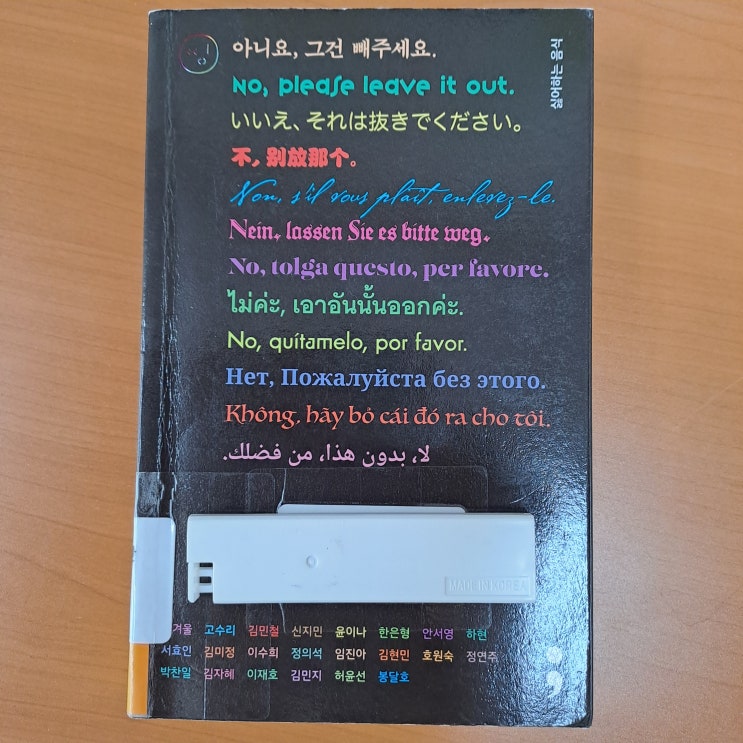 아니요, 그건 빼주세요.
싫어하는 음식
No, please leave it out.
いいえ、それは抜きでください。
不, 别放那个。
Non, s'il vous plaît, enlevez-le.
Nein, lassen Sie es bitte weg.
No, tolga questo, per favore.
ไม่ค่ะ, เอาอันนั้นออกค่ะ.
No, quítamelo, por favor.
Нет, Пожалуйста без этого.
Không, hãy bỏ cái đó ra cho tôi.
لا، بدون هذا، من فضلك.
MADE IN KOREA
겨울 고수리 김민철 신지민 윤이나 한은형 안서영 하현
서효인 김미정 이수희 정의석 임진아 김현민 호원숙 정연주
박찬일 김자혜 이재호 김민지 허윤선 봉달호